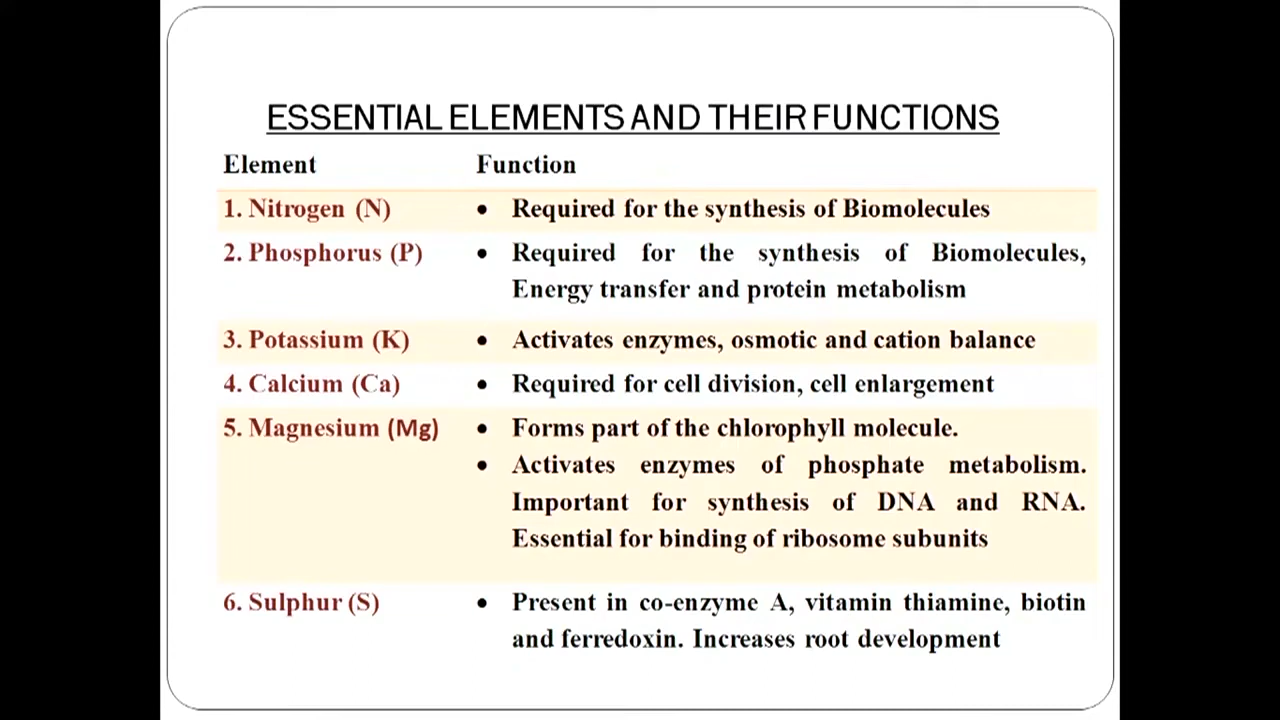 ESSENTIAL ELEMENTS AND THEIR FUNCTIONS
Element Function
1. Nitrogen (N) • Required for the synthesis of Biomolecules
2. Phosphorus (P) • Required for the synthesis of Biomolecules,
Energy transfer and protein metabolism
3. Potassium (K) • Activates enzymes, osmotic and cation balance
4. Calcium (Ca) • Required for cell division, cell enlargement
5. Magnesium (Mg) • Forms part of the chlorophyll molecule.
• Activates enzymes of phosphate metabolism.
Important for synthesis of DNA and RNA.
Essential for binding of ribosome subunits
6. Sulphur (S) • Present in co-enzyme A, vitamin thiamine, biotin
and ferredoxin. Increases root development